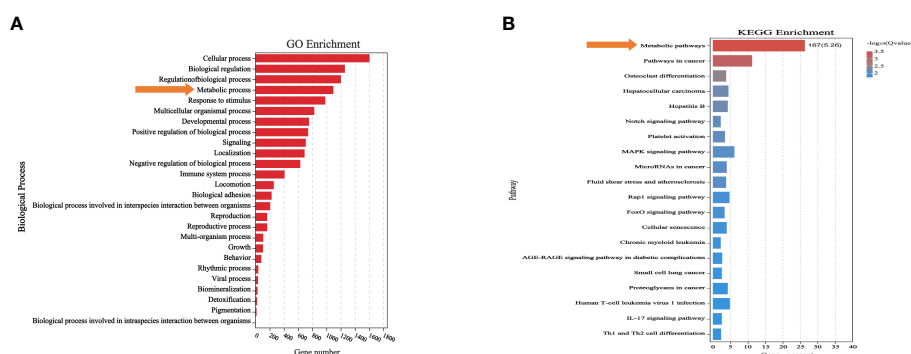 A
GO Enrichment
Biological Process
Cellular process
Biological regulation
Regulationofbiological process
Metabolic process
Response to stimulus
Multicellular organismal process
Developmental process
Positive regulation of biological process
Signaling
Localization
Negative regulation of biological process
Immune system process
Locomotion
Biological adhesion
Biological process involved in interspecies interaction between organisms
Reproduction
Reproductive process
Multi-organism process
Growth
Behavior
Rhythmic process
Viral process
Biomineralization
Detoxification
Pigmentation
Biological process involved in intraspecies interaction between organisms
0 200 400 600 800 1000 1200 1400 1600 1800
Gene number
B
KEGG Enrichment
Pathway
Metabolic pathways
167(5.26)
Pathways in cancer
Osteoclast differentiation
Hepatocellular carcinoma
Hepatitis B
Notch signaling pathway
Platelet activation
MAPK signaling pathway
MicroRNAs in cancer
Fluid shear stress and atherosclerosis
Rap1 signaling pathway
FoxO signaling pathway
Cellular senescence
Chronic myeloid leukemia
AGE-RAGE signaling pathway in diabetic complications
Small cell lung cancer
Proteoglycans in cancer
Human T-cell leukemia virus 1 infection
IL-17 signaling pathway
Th1 and Th2 cell differentiation
0 5 10 15 20 25 30 35 40
-log10(Qvalue
3.5
3
2.5
2